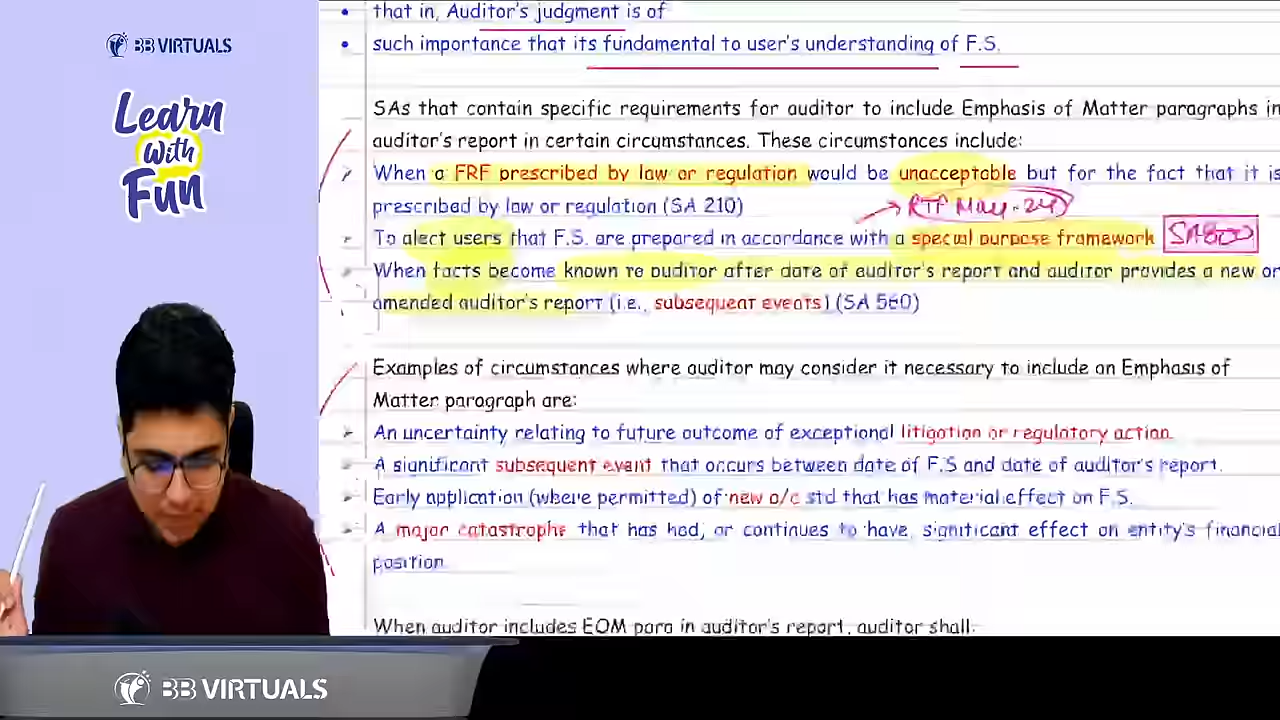 that in, Auditor's judgment is of
BB VIRTUALS
such importance that its fundamental to user's understanding of F.S.
Learn
With
Fun
SAs that contain specific requirements for auditor to include Emphasis of Matter paragraphs in
auditor's report in certain circumstances. These circumstances include:
When a FRF prescribed by law or regulation would be unacceptable but for the fact that it is
prescribed by law or regulation (SA 210)
RTP May-24
To alect users that F.S. are prepared in accordance with a special purpose framework SA800
When facts become known to auditor after date of auditor's report and auditor provides a new or
amended auditor's report (i.e., subsequent events) (SA 560)
Examples of circumstances where auditor may consider it necessary to include an Emphasis of
Matter paragraph are:
An uncertainty relating to future outcome of exceptional litigation or regulatory action
A significant subsequent event that occurs between date of F.S and date of auditor's report.
Early application (where permitted) of new a/c std that has material effect on F.S.
A major catastrophe that has had, or continues to have, significant effect on entity's financial
position
When auditor includes EOM para in auditor's report, auditor shall:
BB VIRTUALS